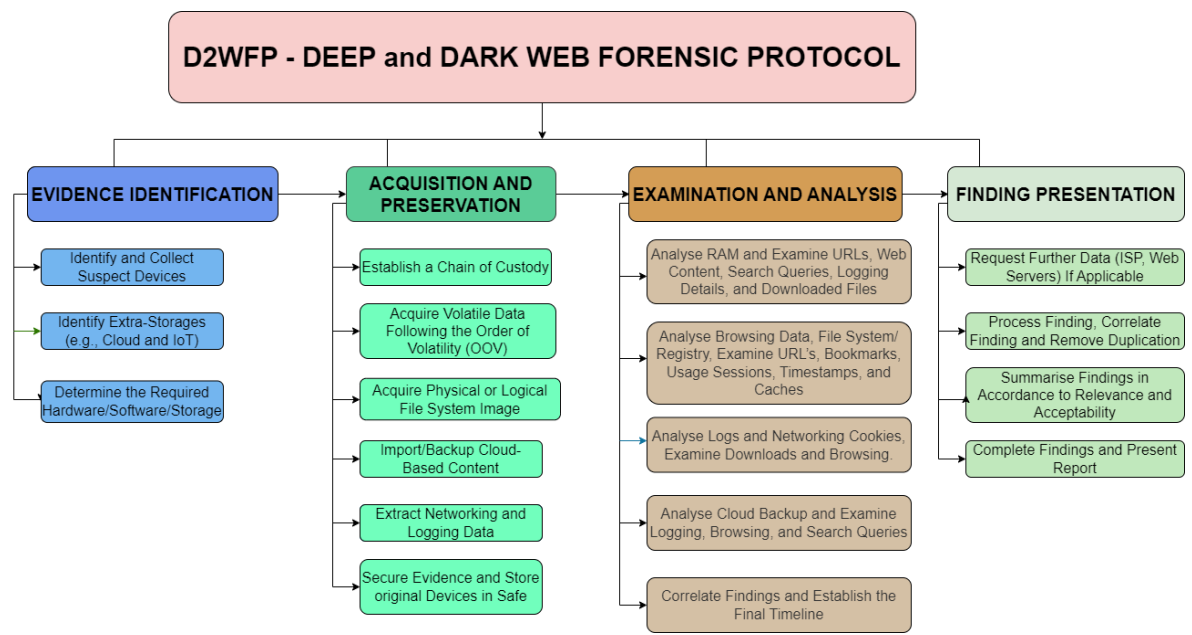 D2WFP - DEEP and DARK WEB FORENSIC PROTOCOL
EVIDENCE IDENTIFICATION
Identify and Collect
Suspect Devices
Identify Extra-Storages
(e.g., Cloud and IoT)
Determine the Required
Hardware/Software/Storage
ACQUISITION AND
PRESERVATION
Establish a Chain of Custody
Acquire Volatile Data
Following the Order of
Volatility (OOV)
Acquire Physical or Logical
File System Image
Import/Backup Cloud-
Based Content
Extract Networking and
Logging Data
Secure Evidence and Store
original Devices in Safe
EXAMINATION AND ANALYSIS
Analyse RAM and Examine URLs, Web
Content, Search Queries, Logging
Details, and Downloaded Files
Analyse Browsing Data, File System/
Registry, Examine URL's, Bookmarks,
Usage Sessions, Timestamps, and
Caches
Analyse Logs and Networking Cookies,
Examine Downloads and Browsing.
Analyse Cloud Backup and Examine
Logging, Browsing, and Search Queries
Correlate Findings and Establish the
Final Timeline
FINDING PRESENTATION
Request Further Data (ISP, Web
Servers) If Applicable
Process Finding, Correlate
Finding and Remove Duplication
Summarise Findings in
Accordance to Relevance and
Acceptability
Complete Findings and Present
Report